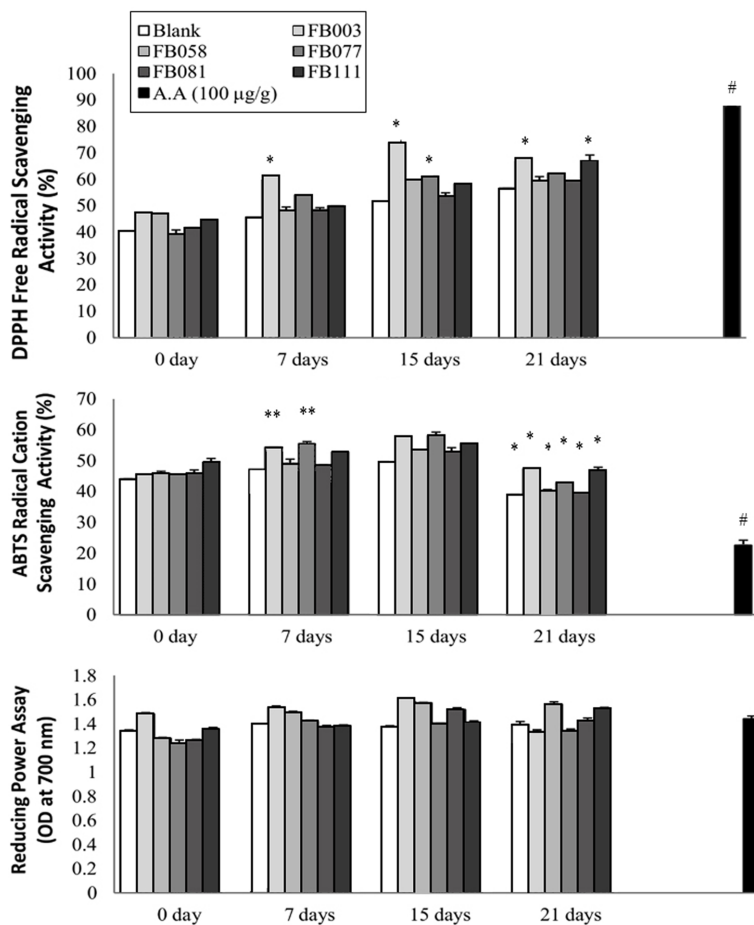 Blank FB003
FB058 FB077
FB081 FB111
A.A (100 µg/g)
DPPH Free Radical Scavenging
Activity (%)
100
90
80
70
60
50
40
30
20
10
0
*
*
*
*
*
#
0 day 7 days 15 days 21 days
ABTS Radical Cation
Scavenging Activity (%)
70
60
50
40
30
20
10
0
** **
* * * * * *
#
0 day 7 days 15 days 21 days
Reducing Power Assay
(OD at 700 nm)
1.8
1.6
1.4
1.2
1
0.8
0.6
0.4
0.2
0
0 day 7 days 15 days 21 days